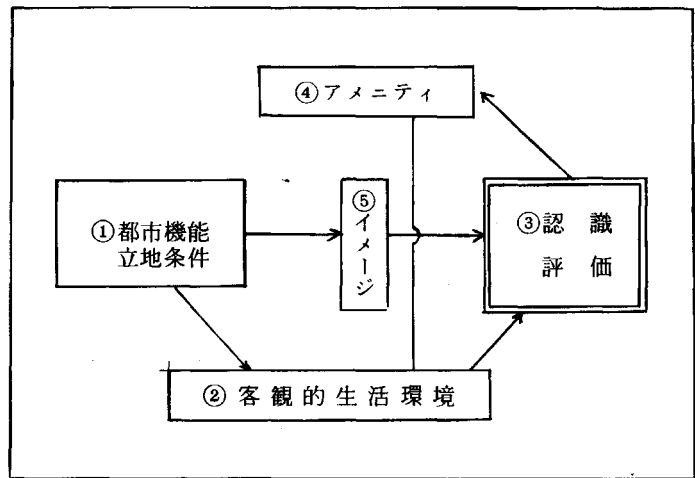 ④アメニティ
①都市機能
立地条件
⑤イメージ
③認識
評価
②客観的生活環境